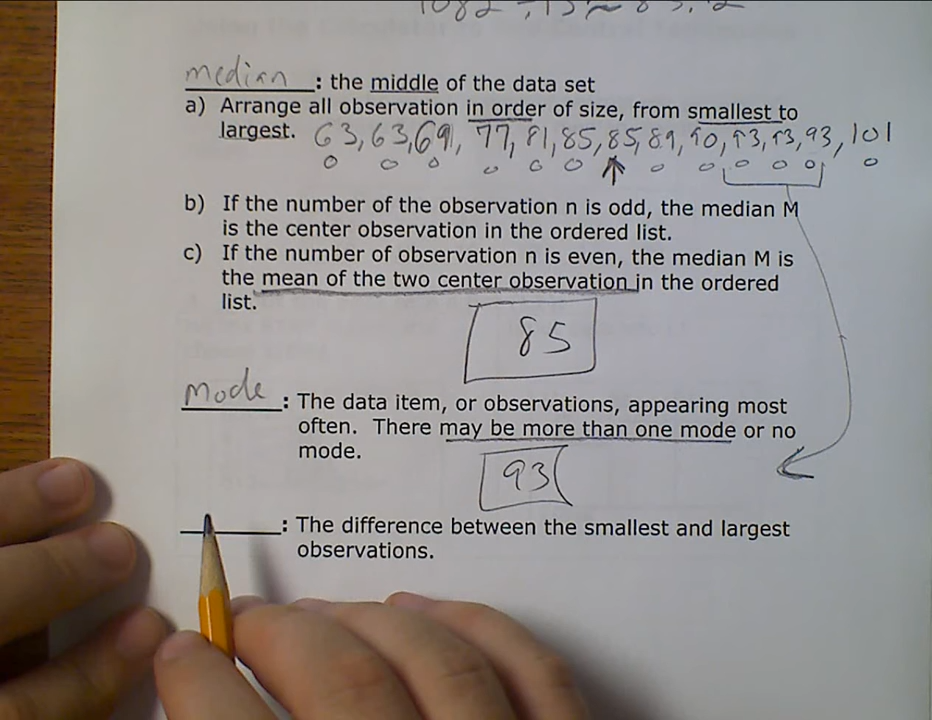 median : the middle of the data set
a) Arrange all observation in order of size, from smallest to
largest. 63, 63, 69, 77, 81, 85, 85, 89, 90, 93, 93, 93, 101
b) If the number of the observation n is odd, the median M
is the center observation in the ordered list.
c) If the number of observation n is even, the median M is
the mean of the two center observation in the ordered
list.
85
Mode : The data item, or observations, appearing most
often. There may be more than one mode or no
mode.
93
: The difference between the smallest and largest
observations.